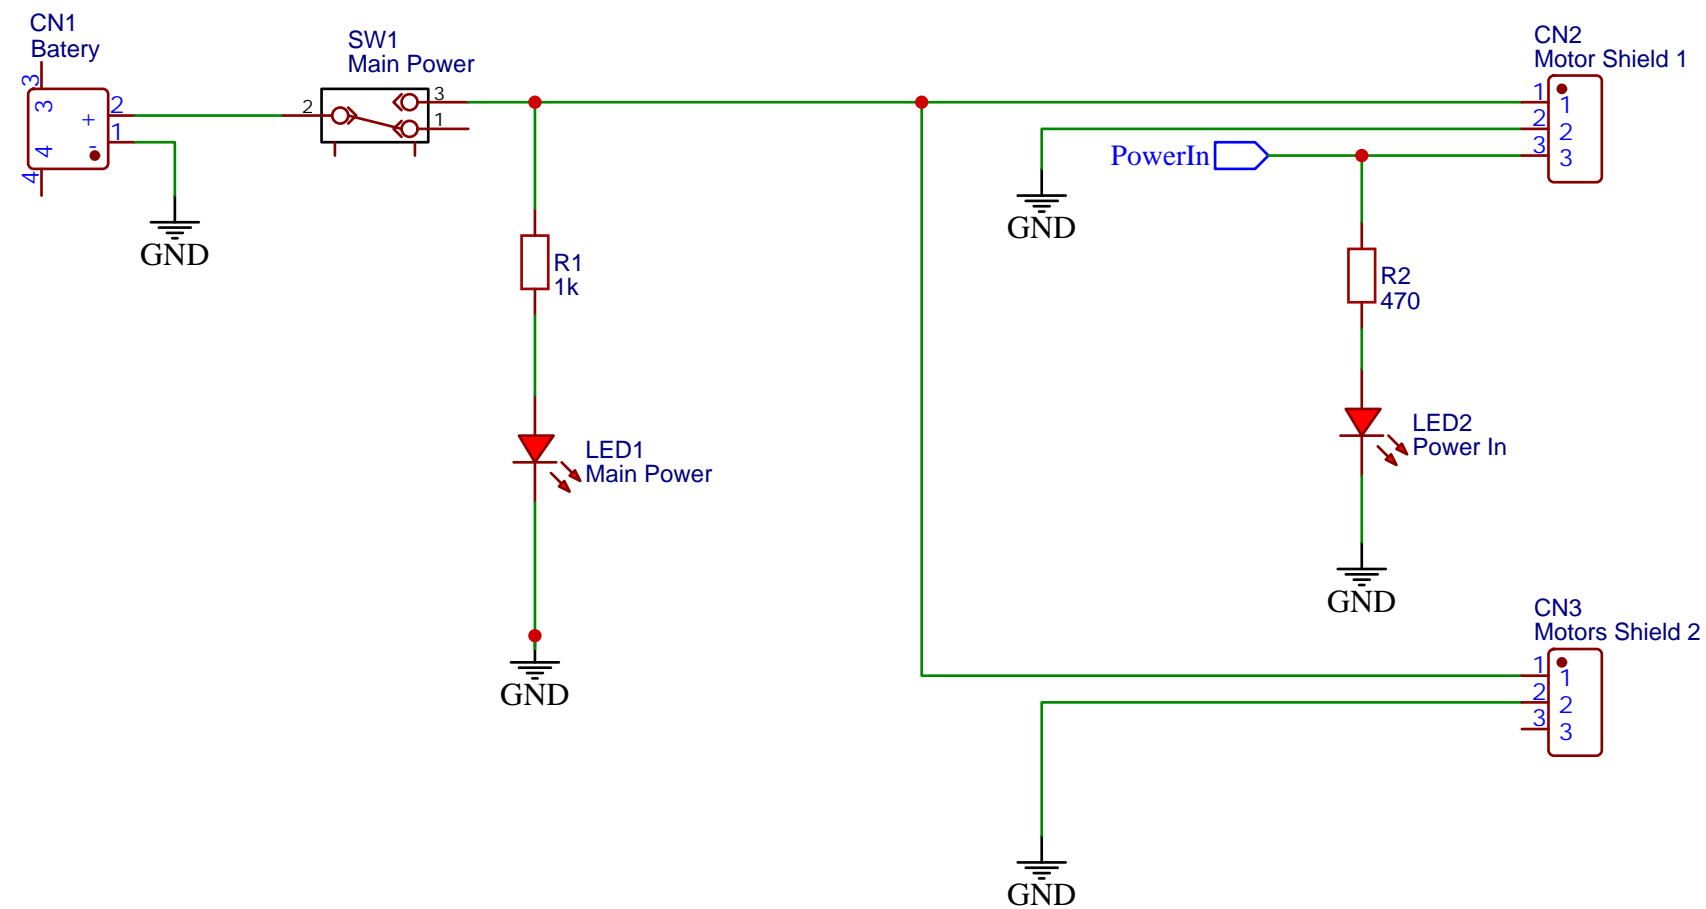 CN1
Batery
3
3
2
+
1
-
4
4
GND
SW1
Main Power
2
3
1
R1
1k
LED1
Main Power
GND
CN2
Motor Shield 1
1
1
2
2
3
3
PowerIn
GND
R2
470
LED2
Power In
GND
CN3
Motors Shield 2
1
1
2
2
3
3
GND